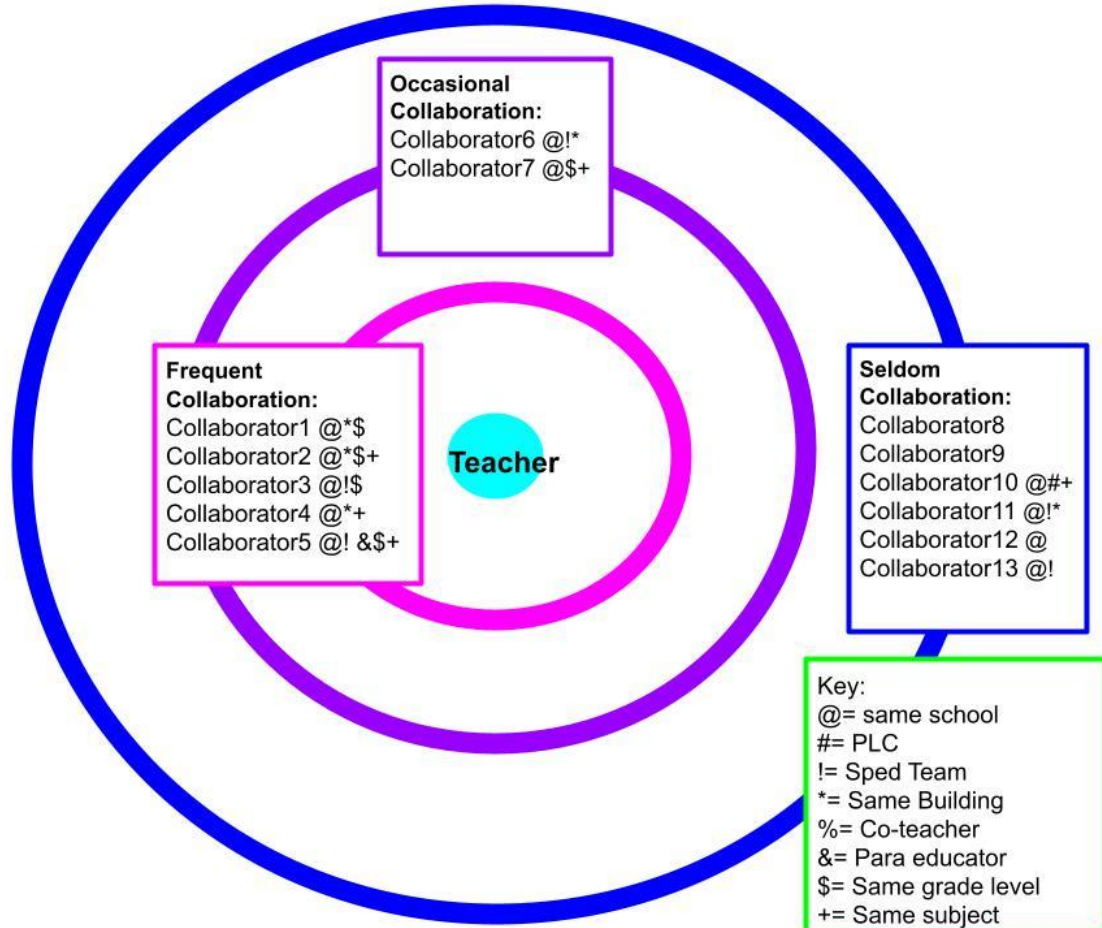 Occasional
Collaboration:
Collaborator6 @!*
Collaborator7 @$+
Frequent
Collaboration:
Collaborator1 @*$
Collaborator2 @*$+
Collaborator3 @!$
Collaborator4 @*+
Collaborator5 @! &$+
Teacher
Seldom
Collaboration:
Collaborator8
Collaborator9
Collaborator10 @#+
Collaborator11 @!*
Collaborator12 @
Collaborator13 @!
Key:
@= same school
#= PLC
!= Sped Team
*= Same Building
%= Co-teacher
&= Para educator
$= Same grade level
+= Same subject